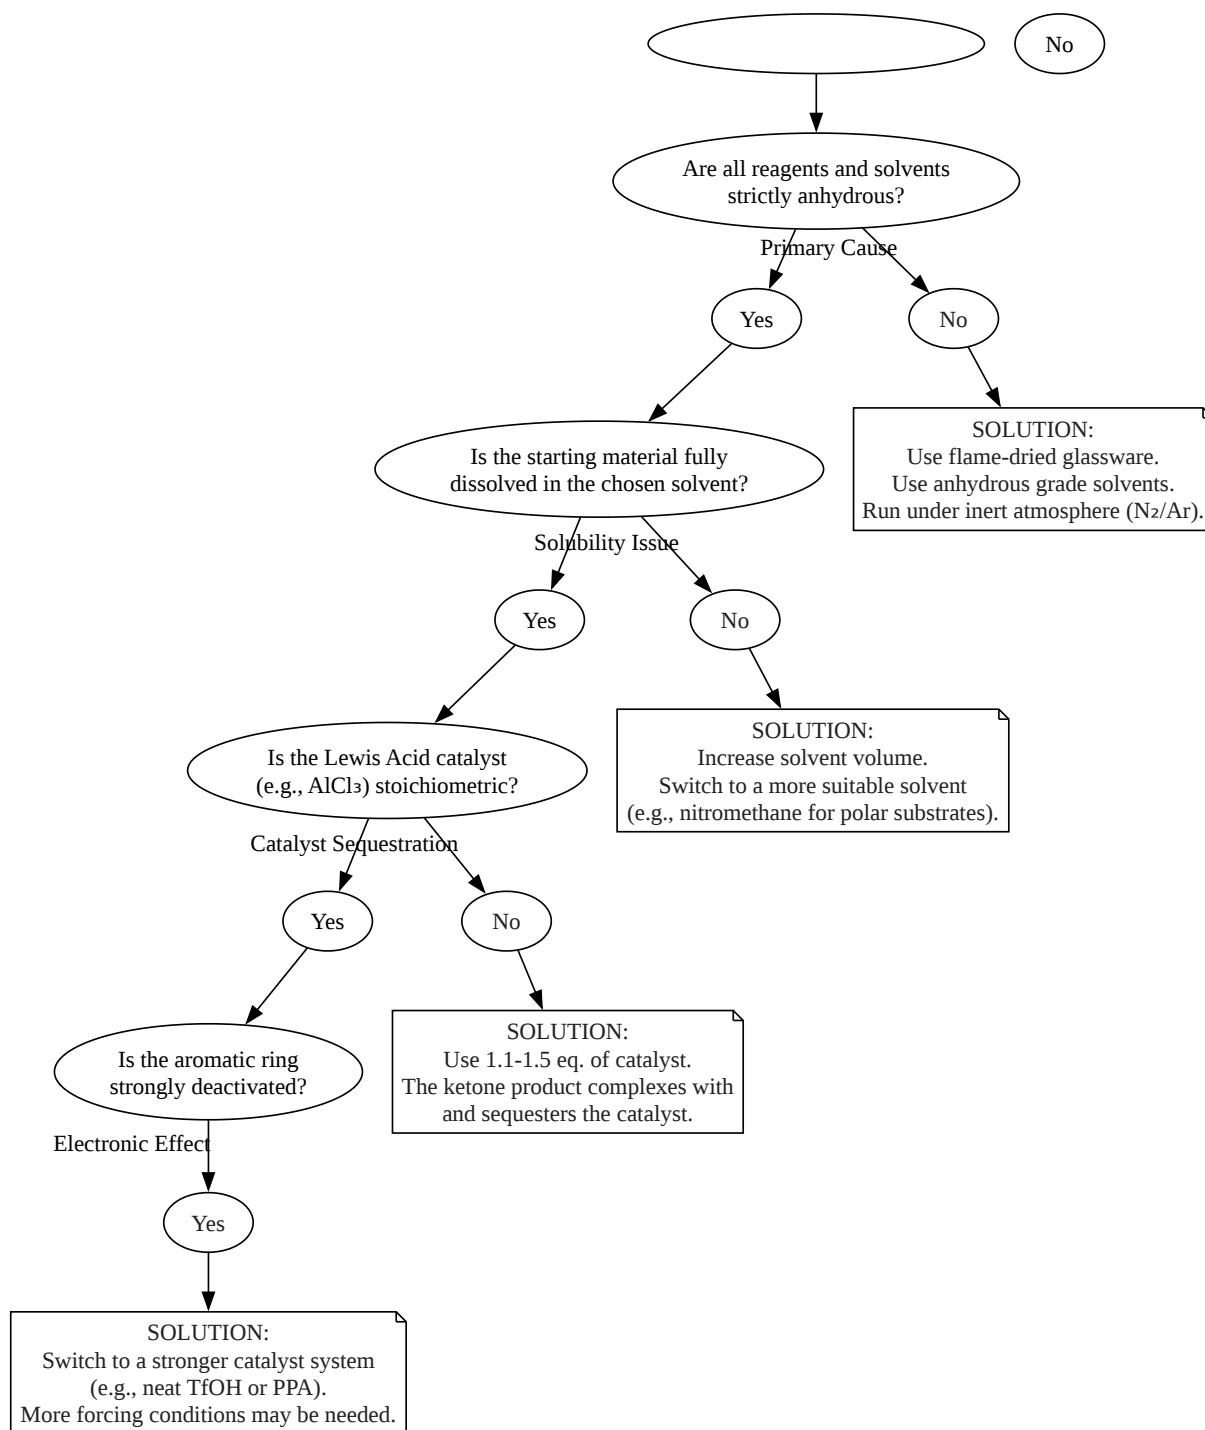 No
Are all reagents and solvents
strictly anhydrous?
Primary Cause
Yes
No
SOLUTION:
Use flame-dried glassware.
Use anhydrous grade solvents.
Run under inert atmosphere (N₂/Ar).
Is the starting material fully
dissolved in the chosen solvent?
Solubility Issue
Yes
No
SOLUTION:
Increase solvent volume.
Switch to a more suitable solvent
(e.g., nitromethane for polar substrates).
Is the Lewis Acid catalyst
(e.g., AlCl₃) stoichiometric?
Catalyst Sequestration
Yes
No
SOLUTION:
Use 1.1-1.5 eq. of catalyst.
The ketone product complexes with
and sequesters the catalyst.
Is the aromatic ring
strongly deactivated?
Electronic Effect
Yes
SOLUTION:
Switch to a stronger catalyst system
(e.g., neat TfOH or PPA).
More forcing conditions may be needed.